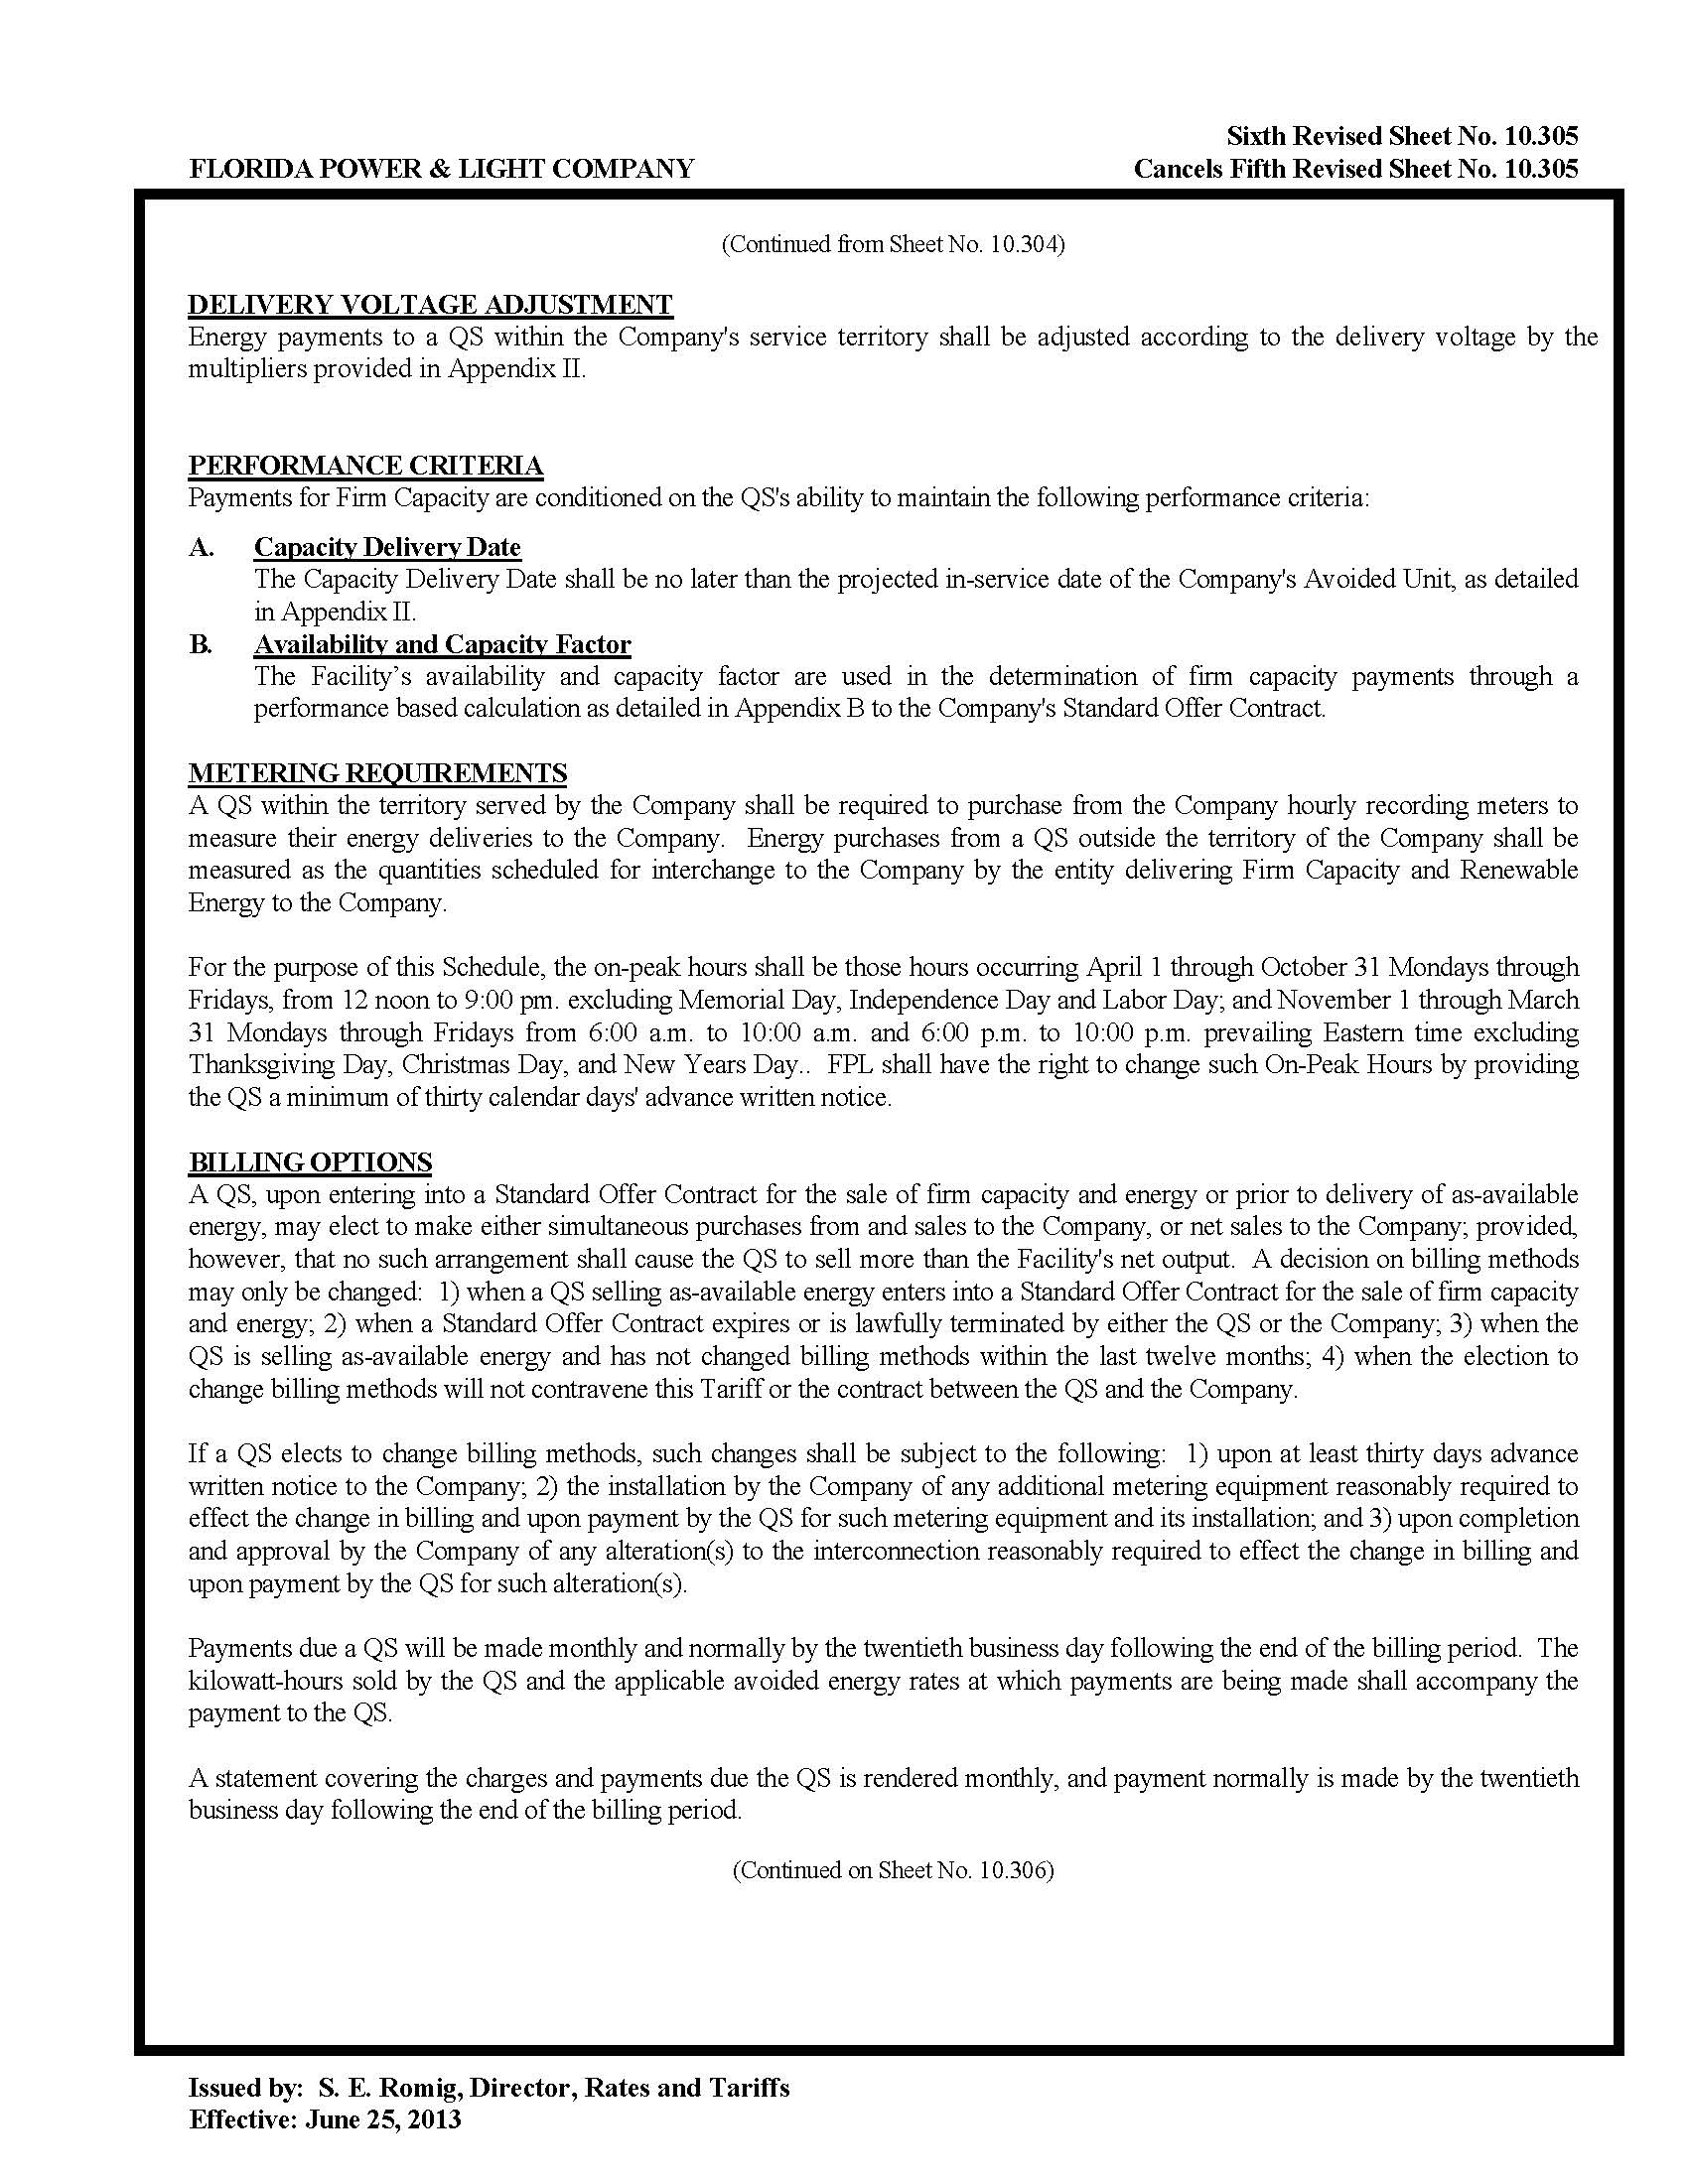 Sixth Revised Sheet No. 10.305
FLORIDA POWER & LIGHT COMPANY Cancels Fifth Revised Sheet No. 10.305
(Continued from Sheet No. 10.304)
DELIVERY VOLTAGE ADJUSTMENT
Energy payments to a QS within the Company's service territory shall be adjusted according to the delivery voltage by the
multipliers provided in Appendix II.
PERFORMANCE CRITERIA
Payments for Firm Capacity are conditioned on the QS's ability to maintain the following performance criteria:
A. Capacity Delivery Date
The Capacity Delivery Date shall be no later than the projected in-service date of the Company's Avoided Unit, as detailed
in Appendix II.
B. Availability and Capacity Factor
The Facility’s availability and capacity factor are used in the determination of firm capacity payments through a
performance based calculation as detailed in Appendix B to the Company's Standard Offer Contract.
METERING REQUIREMENTS
A QS within the territory served by the Company shall be required to purchase from the Company hourly recording meters to
measure their energy deliveries to the Company. Energy purchases from a QS outside the territory of the Company shall be
measured as the quantities scheduled for interchange to the Company by the entity delivering Firm Capacity and Renewable
Energy to the Company.
For the purpose of this Schedule, the on-peak hours shall be those hours occurring April 1 through October 31 Mondays through
Fridays, from 12 noon to 9:00 pm. excluding Memorial Day, Independence Day and Labor Day; and November 1 through March
31 Mondays through Fridays from 6:00 a.m. to 10:00 a.m. and 6:00 p.m. to 10:00 p.m. prevailing Eastern time excluding
Thanksgiving Day, Christmas Day, and New Years Day.. FPL shall have the right to change such On-Peak Hours by providing
the QS a minimum of thirty calendar days' advance written notice.
BILLING OPTIONS
A QS, upon entering into a Standard Offer Contract for the sale of firm capacity and energy or prior to delivery of as-available
energy, may elect to make either simultaneous purchases from and sales to the Company, or net sales to the Company; provided,
however, that no such arrangement shall cause the QS to sell more than the Facility's net output. A decision on billing methods
may only be changed: 1) when a QS selling as-available energy enters into a Standard Offer Contract for the sale of firm capacity
and energy; 2) when a Standard Offer Contract expires or is lawfully terminated by either the QS or the Company; 3) when the
QS is selling as-available energy and has not changed billing methods within the last twelve months; 4) when the election to
change billing methods will not contravene this Tariff or the contract between the QS and the Company.
If a QS elects to change billing methods, such changes shall be subject to the following: 1) upon at least thirty days advance
written notice to the Company; 2) the installation by the Company of any additional metering equipment reasonably required to
effect the change in billing and upon payment by the QS for such metering equipment and its installation; and 3) upon completion
and approval by the Company of any alteration(s) to the interconnection reasonably required to effect the change in billing and
upon payment by the QS for such alteration(s).
Payments due a QS will be made monthly and normally by the twentieth business day following the end of the billing period. The
kilowatt-hours sold by the QS and the applicable avoided energy rates at which payments are being made shall accompany the
payment to the QS.
A statement covering the charges and payments due the QS is rendered monthly, and payment normally is made by the twentieth
business day following the end of the billing period.
(Continued on Sheet No. 10.306)
Issued by: S. E. Romig, Director, Rates and Tariffs
Effective: June 25, 2013